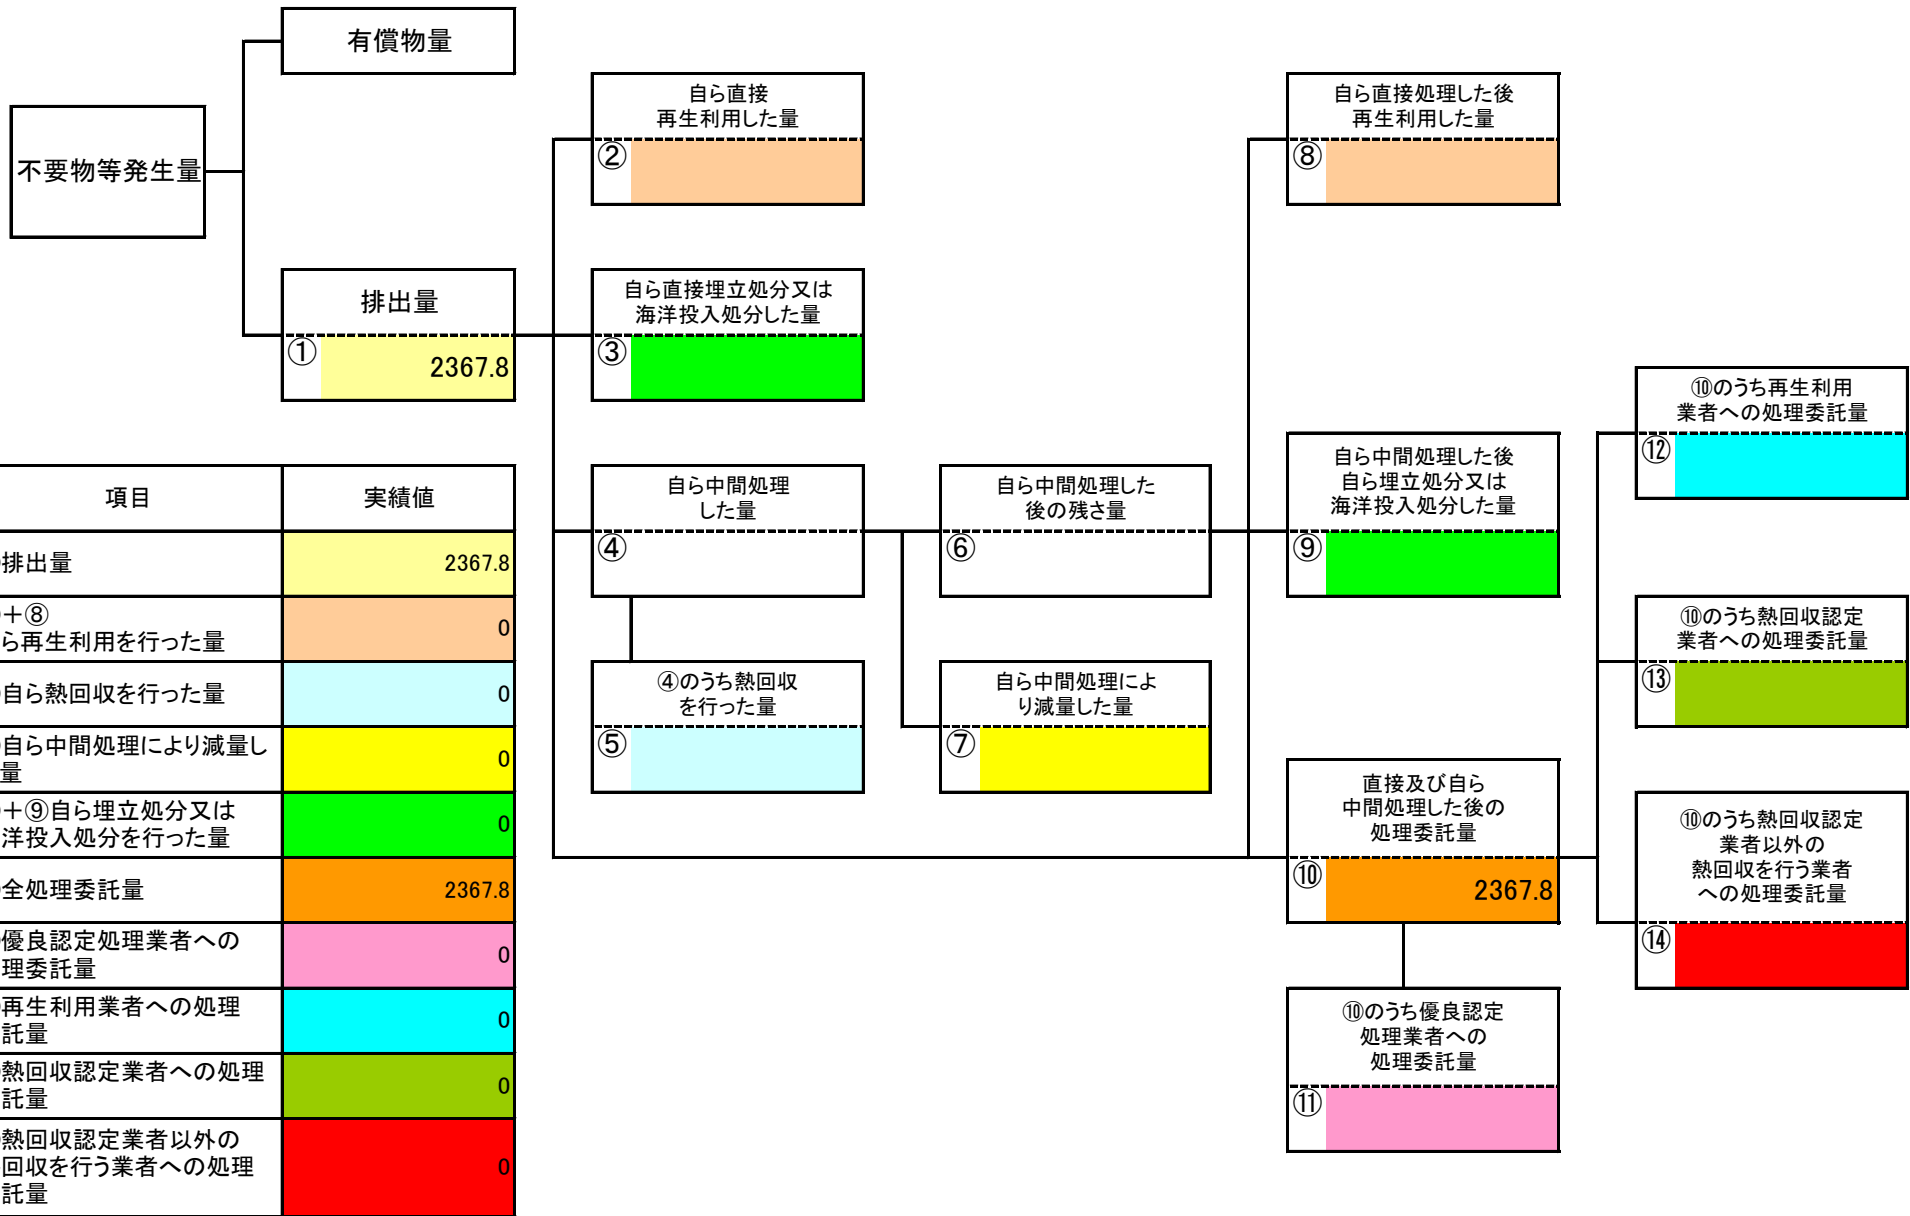 有償物量
不要物等発生量
排出量
①
2367.8
自ら直接
再生利用した量
②
自ら直接埋立処分又は
海洋投入処分した量
③
自ら中間処理
した量
④
④のうち熱回収
を行った量
⑤
自ら中間処理した
後の残さ量
⑥
自ら中間処理によ
り減量した量
⑦
自ら直接処理した後
再生利用した量
⑧
自ら中間処理した後
自ら埋立処分又は
海洋投入処分した量
⑨
直接及び自ら
中間処理した後の
処理委託量
⑩
2367.8
⑩のうち優良認定
処理業者への
処理委託量
⑪
⑩のうち再生利用
業者への処理委託量
⑫
⑩のうち熱回収認定
業者への処理委託量
⑬
⑩のうち熱回収認定
業者以外の
熱回収を行う業者
への処理委託量
⑭
項目 実績値
排出量 2367.8
+⑧
ら再生利用を行った量 0
自ら熱回収を行った量 0
自ら中間処理により減量し
量 0
+⑨自ら埋立処分又は
洋投入処分を行った量 0
全処理委託量 2367.8
優良認定処理業者への
理委託量 0
再生利用業者への処理
託量 0
熱回収認定業者への処理
託量 0
熱回収認定業者以外の
回収を行う業者への処理
託量 0